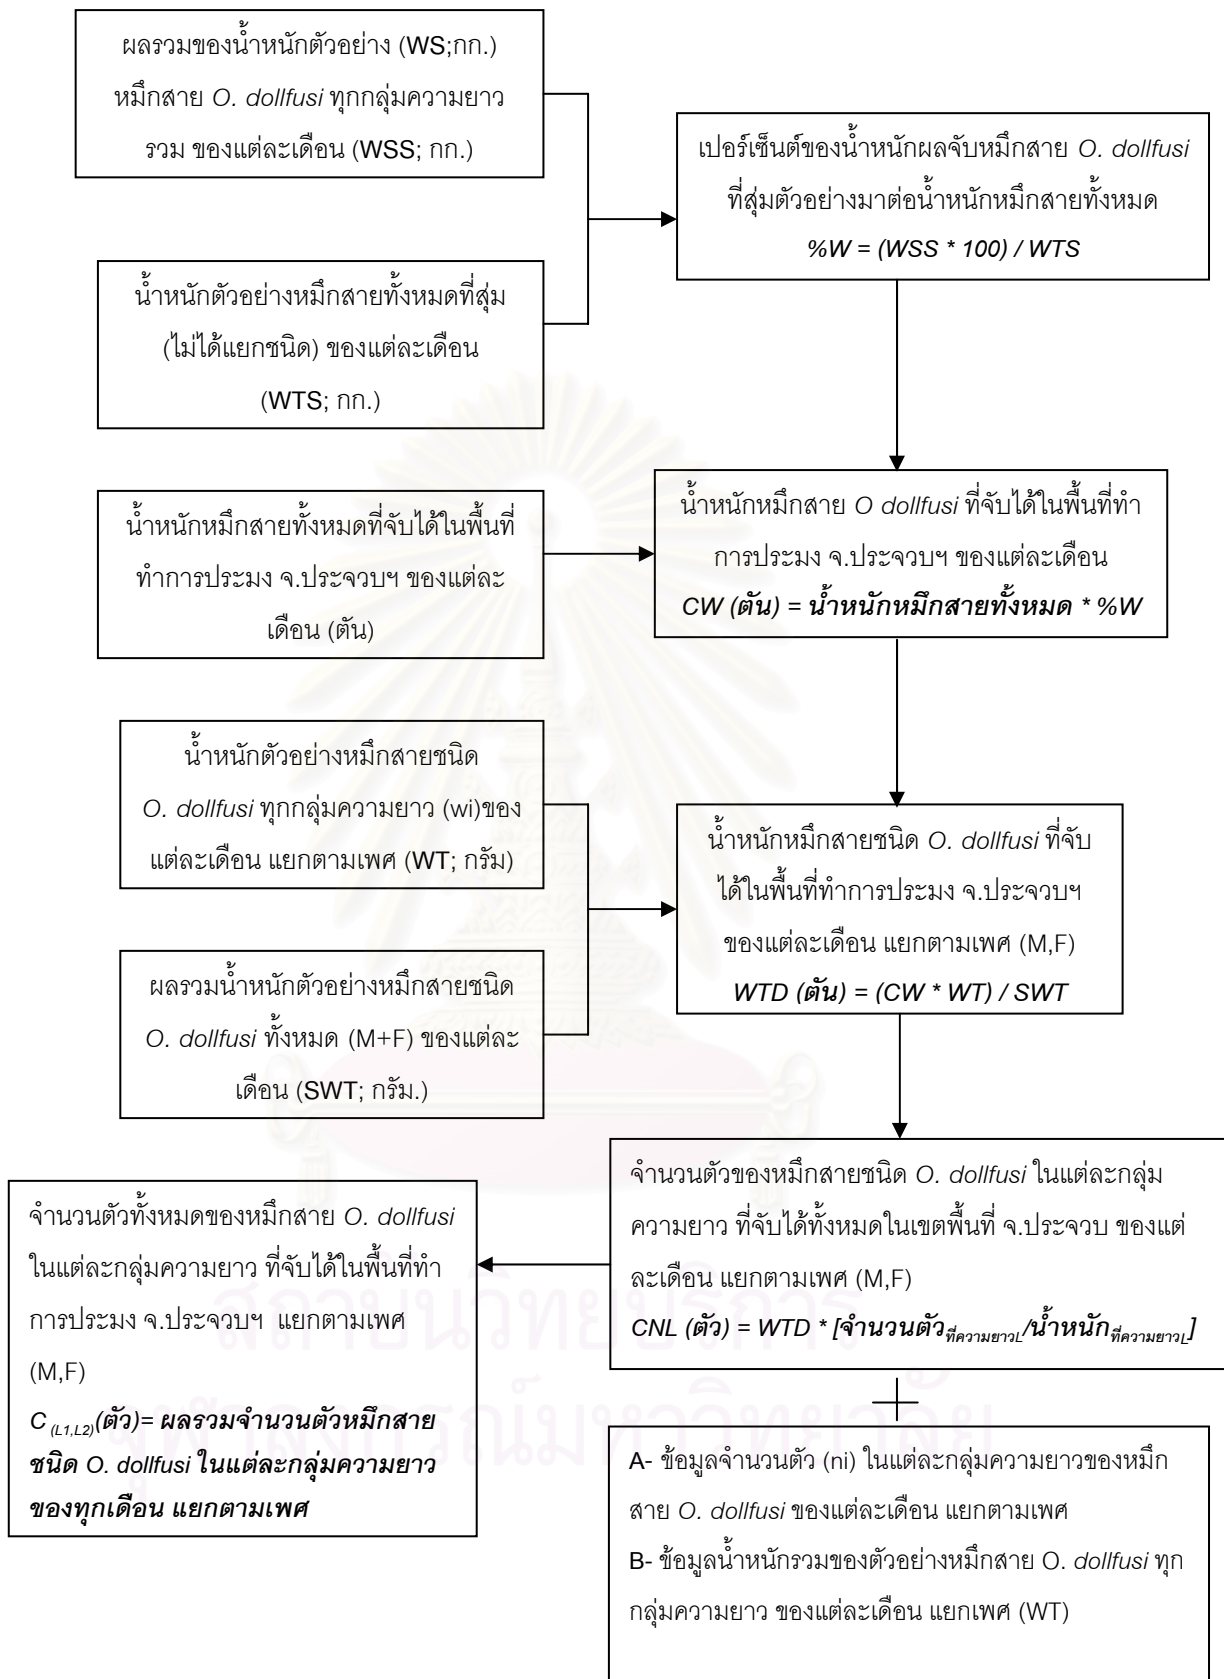 ผลรวมของน้ำหนักตัวอย่าง (WS;กก.)
หมึกสาย O. dollfusi ทุกกลุ่มความยาว
รวม ของแต่ละเดือน (WSS; กก.)
เปอร์เซ็นต์ของน้ำหนักผลจับหมึกสาย O. dollfusi
ที่สุ่มตัวอย่างมาต่อน้ำหนักหมึกสายทั้งหมด
%W = (WSS * 100) / WTS
น้ำหนักตัวอย่างหมึกสายทั้งหมดที่สุ่ม
(ไม่ได้แยกชนิด) ของแต่ละเดือน
(WTS; กก.)
น้ำหนักหมึกสายทั้งหมดที่จับได้ในพื้นที่
ทำการประมง จ.ประจวบฯ ของแต่ละ
เดือน (ตัน)
น้ำหนักหมึกสาย O dollfusi ที่จับได้ในพื้นที่ทำ
การประมง จ.ประจวบฯ ของแต่ละเดือน
CW (ตัน) = น้ำหนักหมึกสายทั้งหมด * %W
น้ำหนักตัวอย่างหมึกสายชนิด
O. dollfusi ทุกกลุ่มความยาว (wi)ของ
แต่ละเดือน แยกตามเพศ (WT; กรัม)
น้ำหนักหมึกสายชนิด O. dollfusi ที่จับ
ได้ในพื้นที่ทำการประมง จ.ประจวบฯ
ของแต่ละเดือน แยกตามเพศ (M,F)
WTD (ตัน) = (CW * WT) / SWT
ผลรวมน้ำหนักตัวอย่างหมึกสายชนิด
O. dollfusi ทั้งหมด (M+F) ของแต่ละ
เดือน (SWT; กรัม.)
จำนวนตัวของหมึกสายชนิด O. dollfusi ในแต่ละกลุ่ม
ความยาว ที่จับได้ทั้งหมดในเขตพื้นที่ จ.ประจวบ ของแต่
ละเดือน แยกตามเพศ (M,F)
CNL (ตัว) = WTD * [จำนวนตัวที่ความยาวL/น้ำหนักที่ความยาวL]
จำนวนตัวทั้งหมดของหมึกสาย O. dollfusi
ในแต่ละกลุ่มความยาว ที่จับได้ในพื้นที่ทำ
การประมง จ.ประจวบฯ แยกตามเพศ
(M,F)
C (L1,L2)(ตัว)= ผลรวมจำนวนตัวหมึกสาย
ชนิด O. dollfusi ในแต่ละกลุ่มความยาว
ของทุกเดือน แยกตามเพศ
A- ข้อมูลจำนวนตัว (ni) ในแต่ละกลุ่มความยาวของหมึก
สาย O. dollfusi ของแต่ละเดือน แยกตามเพศ
B- ข้อมูลน้ำหนักรวมของตัวอย่างหมึกสาย O. dollfusi ทุก
กลุ่มความยาว ของแต่ละเดือน แยกเพศ (WT)
สถาบันวิทยบริการ
จุฬาลงกรณ์มหาวิทยาลัย